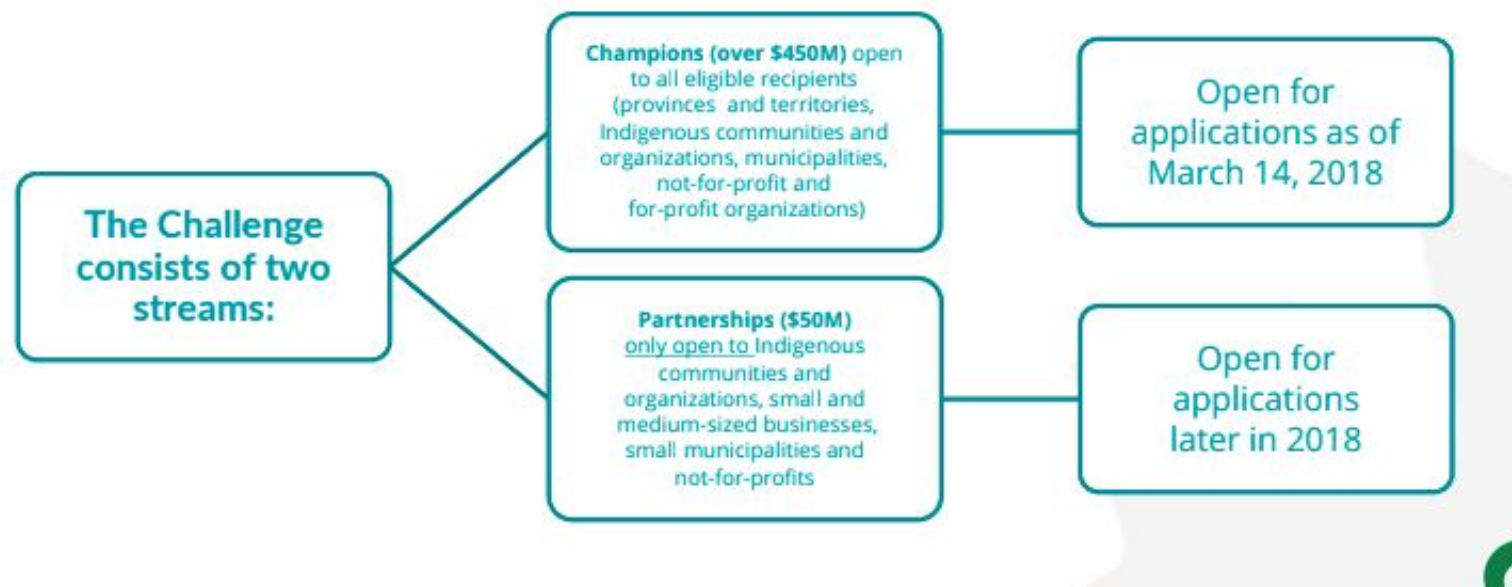 The Challenge
consists of two
streams:
Champions (over $450M) open
to all eligible recipients
(provinces and territories,
Indigenous communities and
organizations, municipalities,
not-for-profit and
for-profit organizations)
Open for
applications as of
March 14, 2018
Partnerships ($50M)
only open to Indigenous
communities and
organizations, small and
medium-sized businesses,
small municipalities and
not-for-profits
Open for
applications
later in 2018